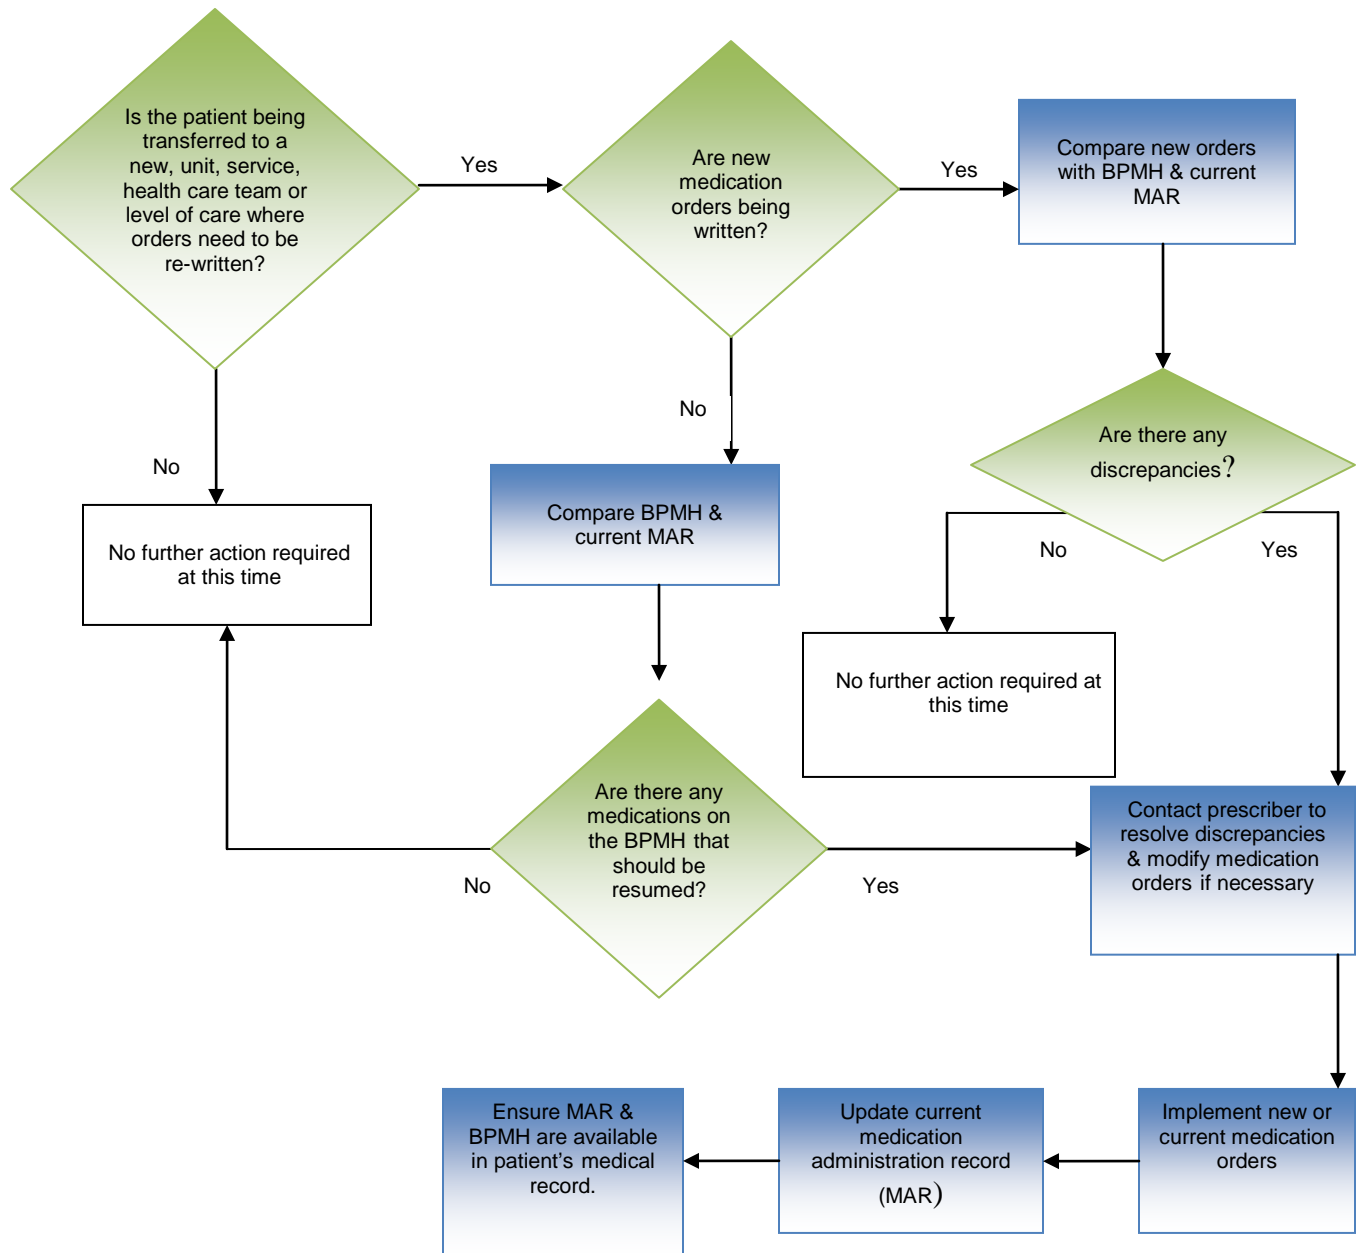 Is the patient being
transferred to a
new, unit, service,
health care team or
level of care where
orders need to be
re-written?
Yes
Are new
medication
orders being
written?
Yes
Compare new orders
with BPMH & current
MAR
No
No
Are there any
discrepancies?
No
Yes
No further action required
at this time
Compare BPMH &
current MAR
No further action required at
this time
Are there any
medications on
the BPMH that
should be
resumed?
No
Yes
Contact prescriber to
resolve discrepancies
& modify medication
orders if necessary
Ensure MAR &
BPMH are available
in patient’s medical
record.
Update current
medication
administration record
(MAR)
Implement new or
current medication
orders